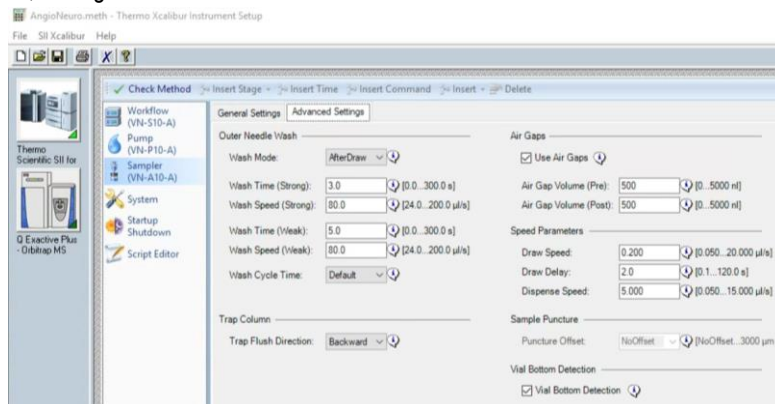 AngioNeuro.meth - Thermo Xcalibur Instrument Setup
File SII Xcalibur Help
Check Method Insert Stage Insert Time Insert Command Insert Delete
Thermo
Scientific SII for
Q Exactive Plus
- Orbitrap MS
Workflow
(VN-S10-A)
Pump
(VN-P10-A)
Sampler
(VN-A10-A)
System
Startup
Shutdown
Script Editor
General Settings Advanced Settings
Outer Needle Wash
Wash Mode: AfterDraw
Wash Time (Strong): 3.0 [0.0...300.0 s]
Wash Speed (Strong): 80.0 [24.0...200.0 µl/s]
Wash Time (Weak): 5.0 [0.0...300.0 s]
Wash Speed (Weak): 80.0 [24.0...200.0 µl/s]
Wash Cycle Time: Default
Trap Column
Trap Flush Direction: Backward
Air Gaps
Use Air Gaps
Air Gap Volume (Pre): 500 [0...5000 nl]
Air Gap Volume (Post): 500 [0...5000 nl]
Speed Parameters
Draw Speed: 0.200 [0.050...20.000 µl/s]
Draw Delay: 2.0 [0.1...120.0 s]
Dispense Speed: 5.000 [0.050...15.000 µl/s]
Sample Puncture
Puncture Offset: NoOffset [NoOffset...3000 µm
Vial Bottom Detection
Vial Bottom Detection